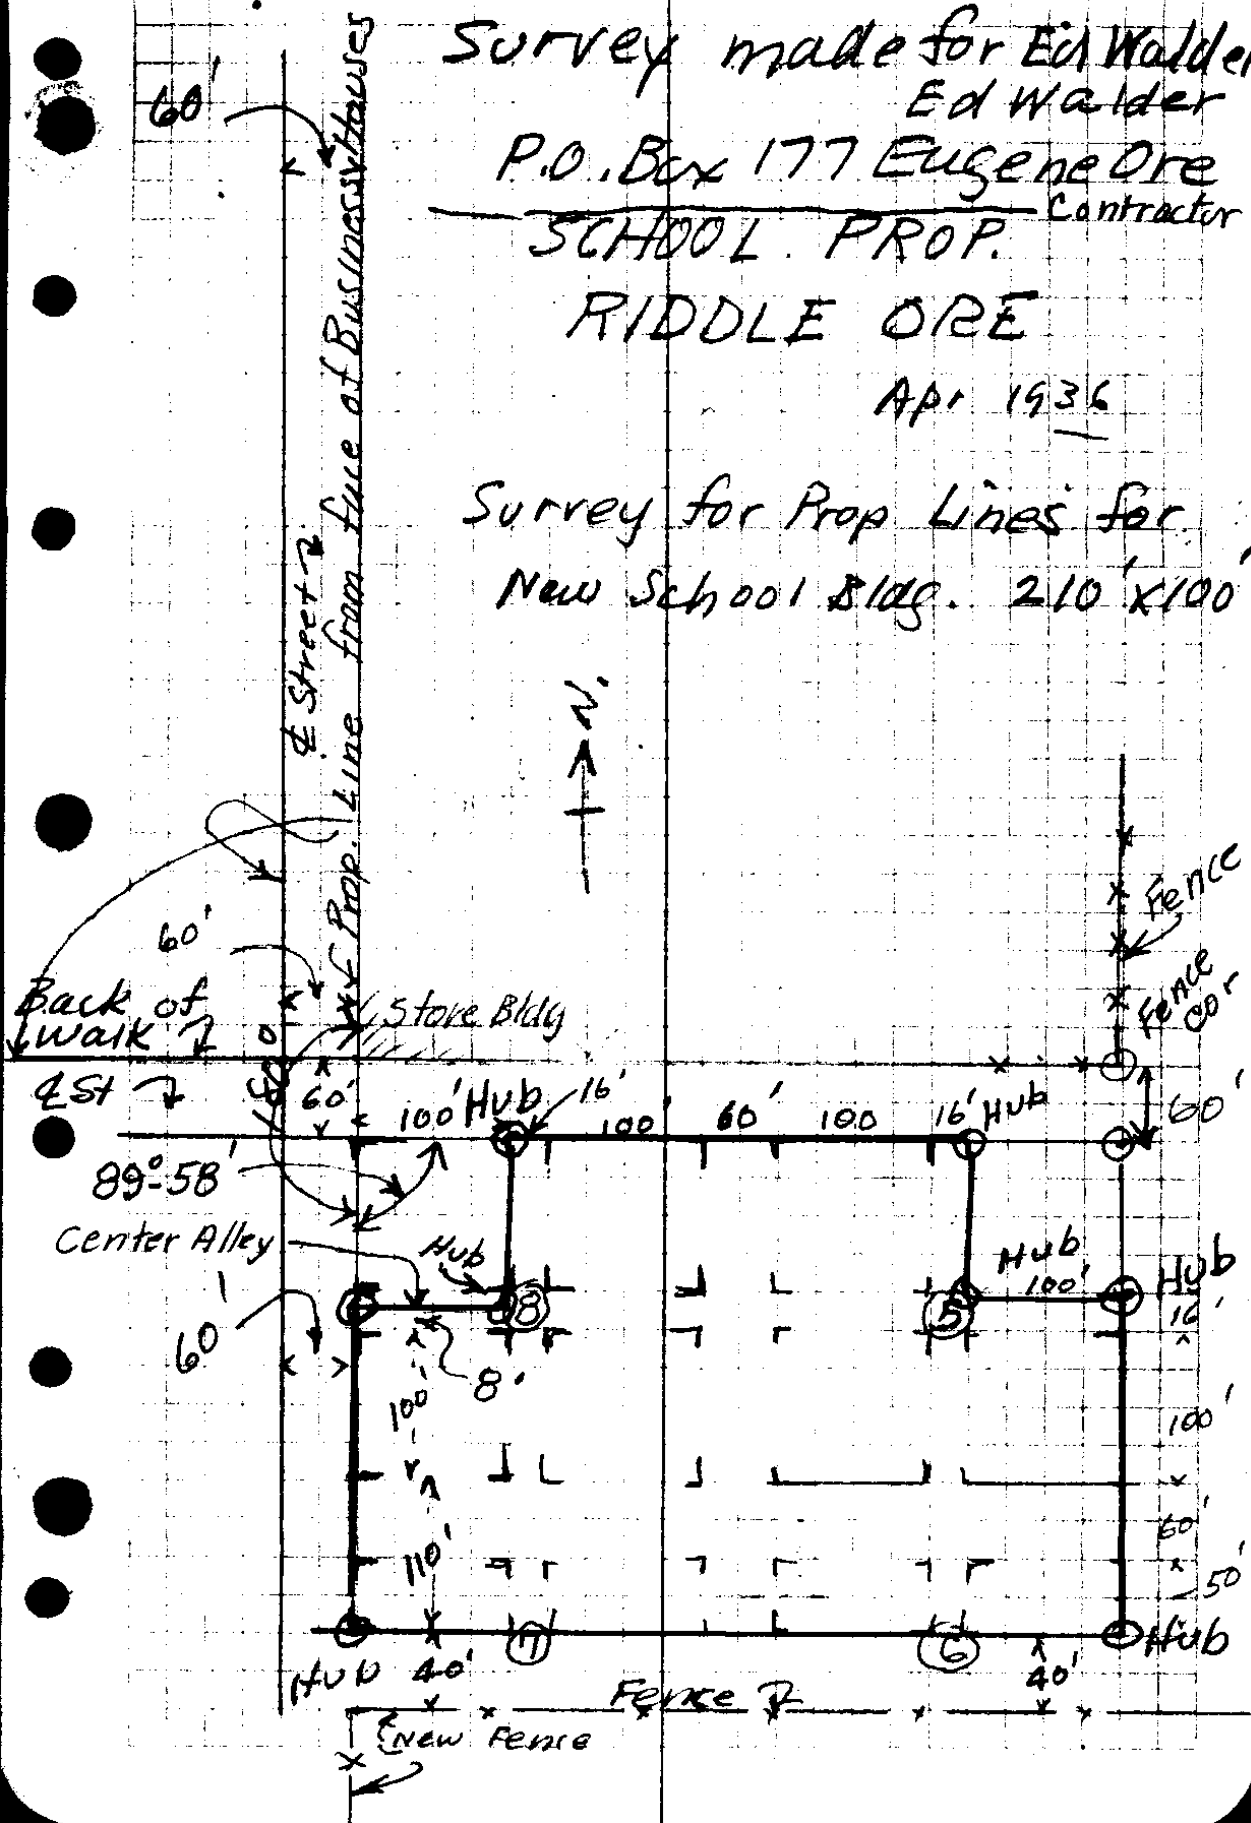 Survey made for Ed Walder
Ed Walder
P.O. Box 177 Eugene Ore
Contractor
SCHOOL. PROP.
RIDDLE ORE
Apr 1936
Survey for Prop Lines for
New School Bldg. 210'x100'
60'
℄ Street
Prop. Line from face of Business Houses
N.
Fence
Fence
Cor
60'
Back of
Walk
Store Bldg
℄ St
60'
100' Hub
16'
100' 60' 100 16' Hub
60'
89°-58'
Center Alley
Hub
8
5
Hub
100'
Hub
16'
60'
8'
100'
100'
110'
60'
50'
7
6
Hub
Hub 40'
40'
Fence
New Fence